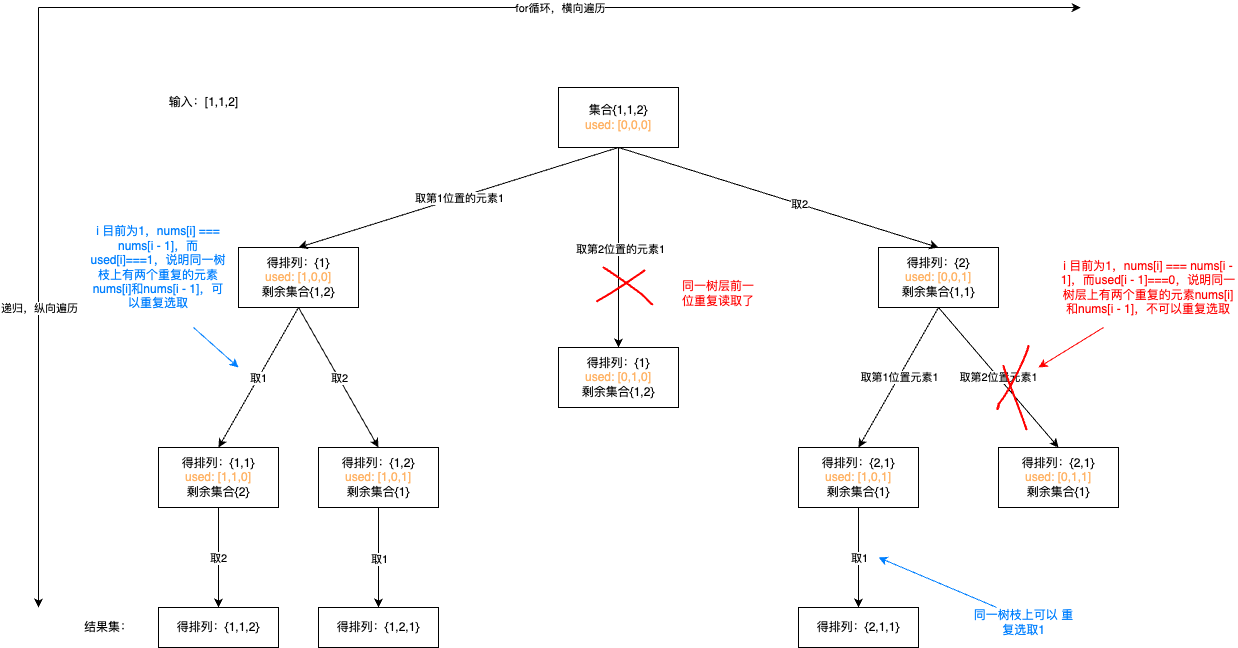 for循环，横向遍历
输入：[1,1,2]
集合{1,1,2}
used: [0,0,0]
取第1位置的元素1
取2
取第2位置的元素1
i 目前为1，nums[i] ===
nums[i - 1]，而
used[i]===1，说明同一树
枝上有两个重复的元素
nums[i]和nums[i - 1]，可
以重复选取
得排列：{1}
used: [1,0,0]
剩余集合{1,2}
同一树层前一
位重复读取了
得排列：{2}
used: [0,0,1]
剩余集合{1,1}
i 目前为1，nums[i] === nums[i -
1]，而used[i - 1]===0，说明同一
树层上有两个重复的元素nums[i]
和nums[i - 1]，不可以重复选取
递归，纵向遍历
得排列：{1}
used: [0,1,0]
剩余集合{1,2}
取1
取2
取第1位置元素1
取第2位置元素1
得排列：{1,1}
used: [1,1,0]
剩余集合{2}
得排列：{1,2}
used: [1,0,1]
剩余集合{1}
得排列：{2,1}
used: [1,0,1]
剩余集合{1}
得排列：{2,1}
used: [0,1,1]
剩余集合{1}
取2
取1
取1
同一树枝上可以 重
复选取1
结果集：
得排列：{1,1,2}
得排列：{1,2,1}
得排列：{2,1,1}